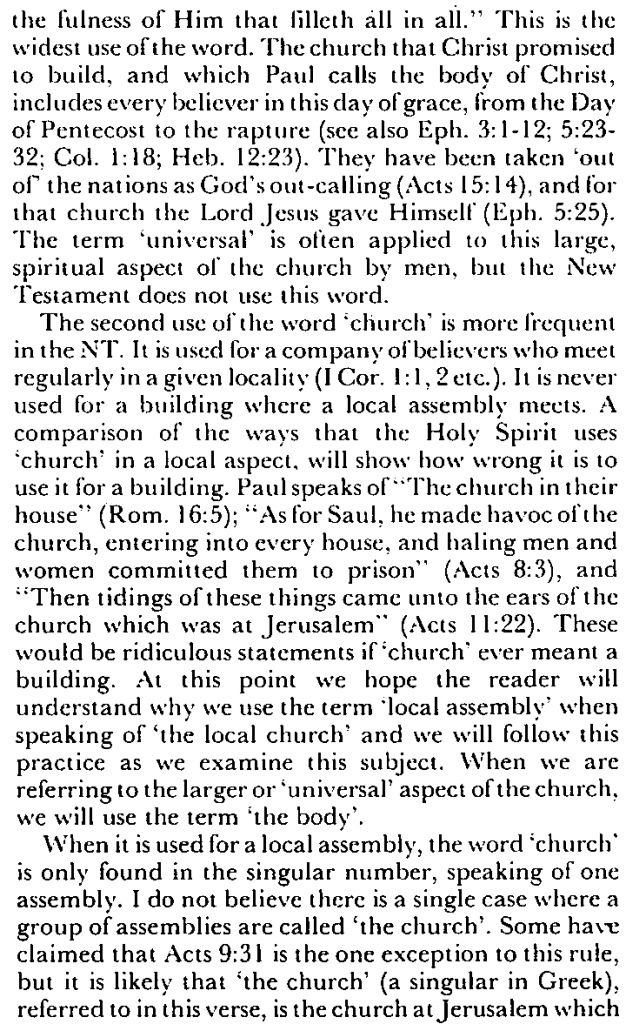 the fulness of Him that filleth all in all.” This is the
widest use of the word. The church that Christ promised
to build, and which Paul calls the body of Christ,
includes every believer in this day of grace, from the Day
of Pentecost to the rapture (see also Eph. 3:1-12; 5:23-
32; Col. 1:18; Heb. 12:23). They have been taken ‘out
of’ the nations as God’s out-calling (Acts 15:14), and for
that church the Lord Jesus gave Himself (Eph. 5:25).
The term ‘universal’ is often applied to this large,
spiritual aspect of the church by men, but the New
Testament does not use this word.
The second use of the word ‘church’ is more frequent
in the NT. It is used for a company of believers who meet
regularly in a given locality (I Cor. 1:1, 2 etc.). It is never
used for a building where a local assembly meets. A
comparison of the ways that the Holy Spirit uses
‘church’ in a local aspect, will show how wrong it is to
use it for a building. Paul speaks of “The church in their
house” (Rom. 16:5); “As for Saul, he made havoc of the
church, entering into every house, and haling men and
women committed them to prison” (Acts 8:3), and
“Then tidings of these things came unto the ears of the
church which was at Jerusalem” (Acts 11:22). These
would be ridiculous statements if ‘church’ ever meant a
building. At this point we hope the reader will
understand why we use the term ‘local assembly’ when
speaking of ‘the local church’ and we will follow this
practice as we examine this subject. When we are
referring to the larger or ‘universal’ aspect of the church,
we will use the term ‘the body’.
When it is used for a local assembly, the word ‘church’
is only found in the singular number, speaking of one
assembly. I do not believe there is a single case where a
group of assemblies are called ‘the church’. Some have
claimed that Acts 9:31 is the one exception to this rule,
but it is likely that ‘the church’ (a singular in Greek),
referred to in this verse, is the church at Jerusalem which